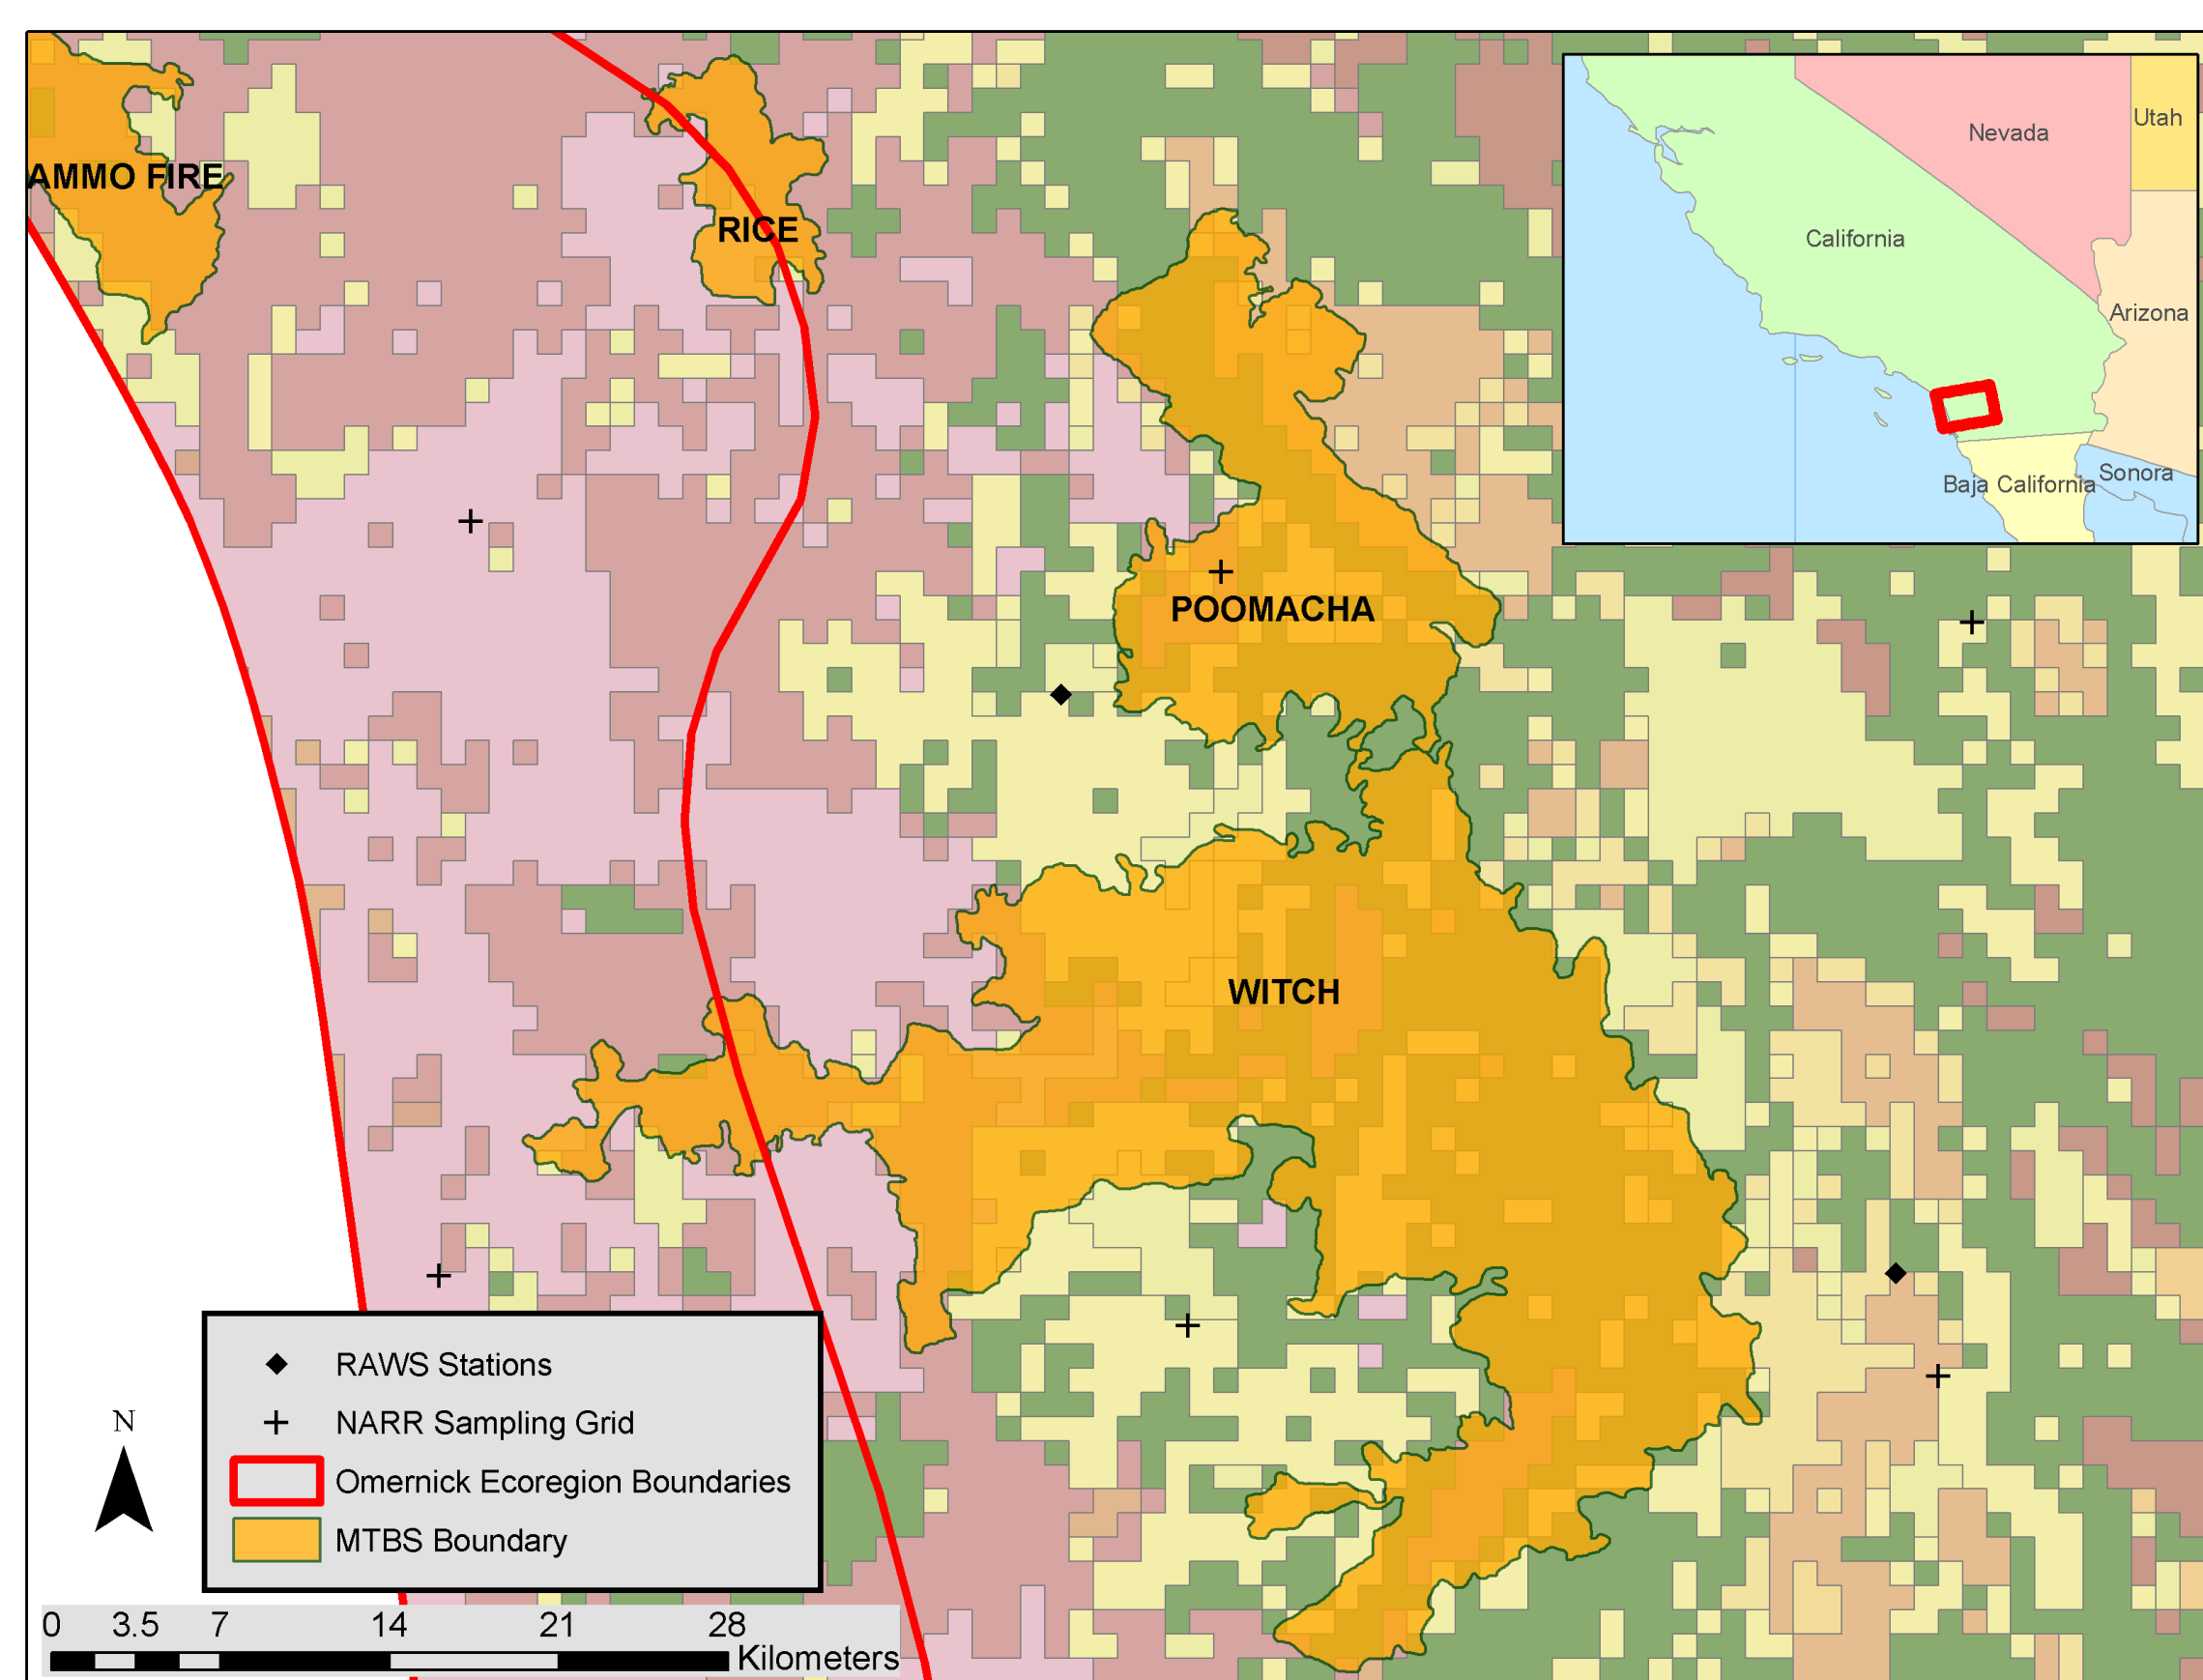 AMMO FIRE
RICE
POOMACHA
WITCH
Nevada
Utah
California
Arizona
Baja California
Sonora
RAWS Stations
NARR Sampling Grid
Omernick Ecoregion Boundaries
MTBS Boundary
N
0 3.5 7 14 21 28
Kilometers